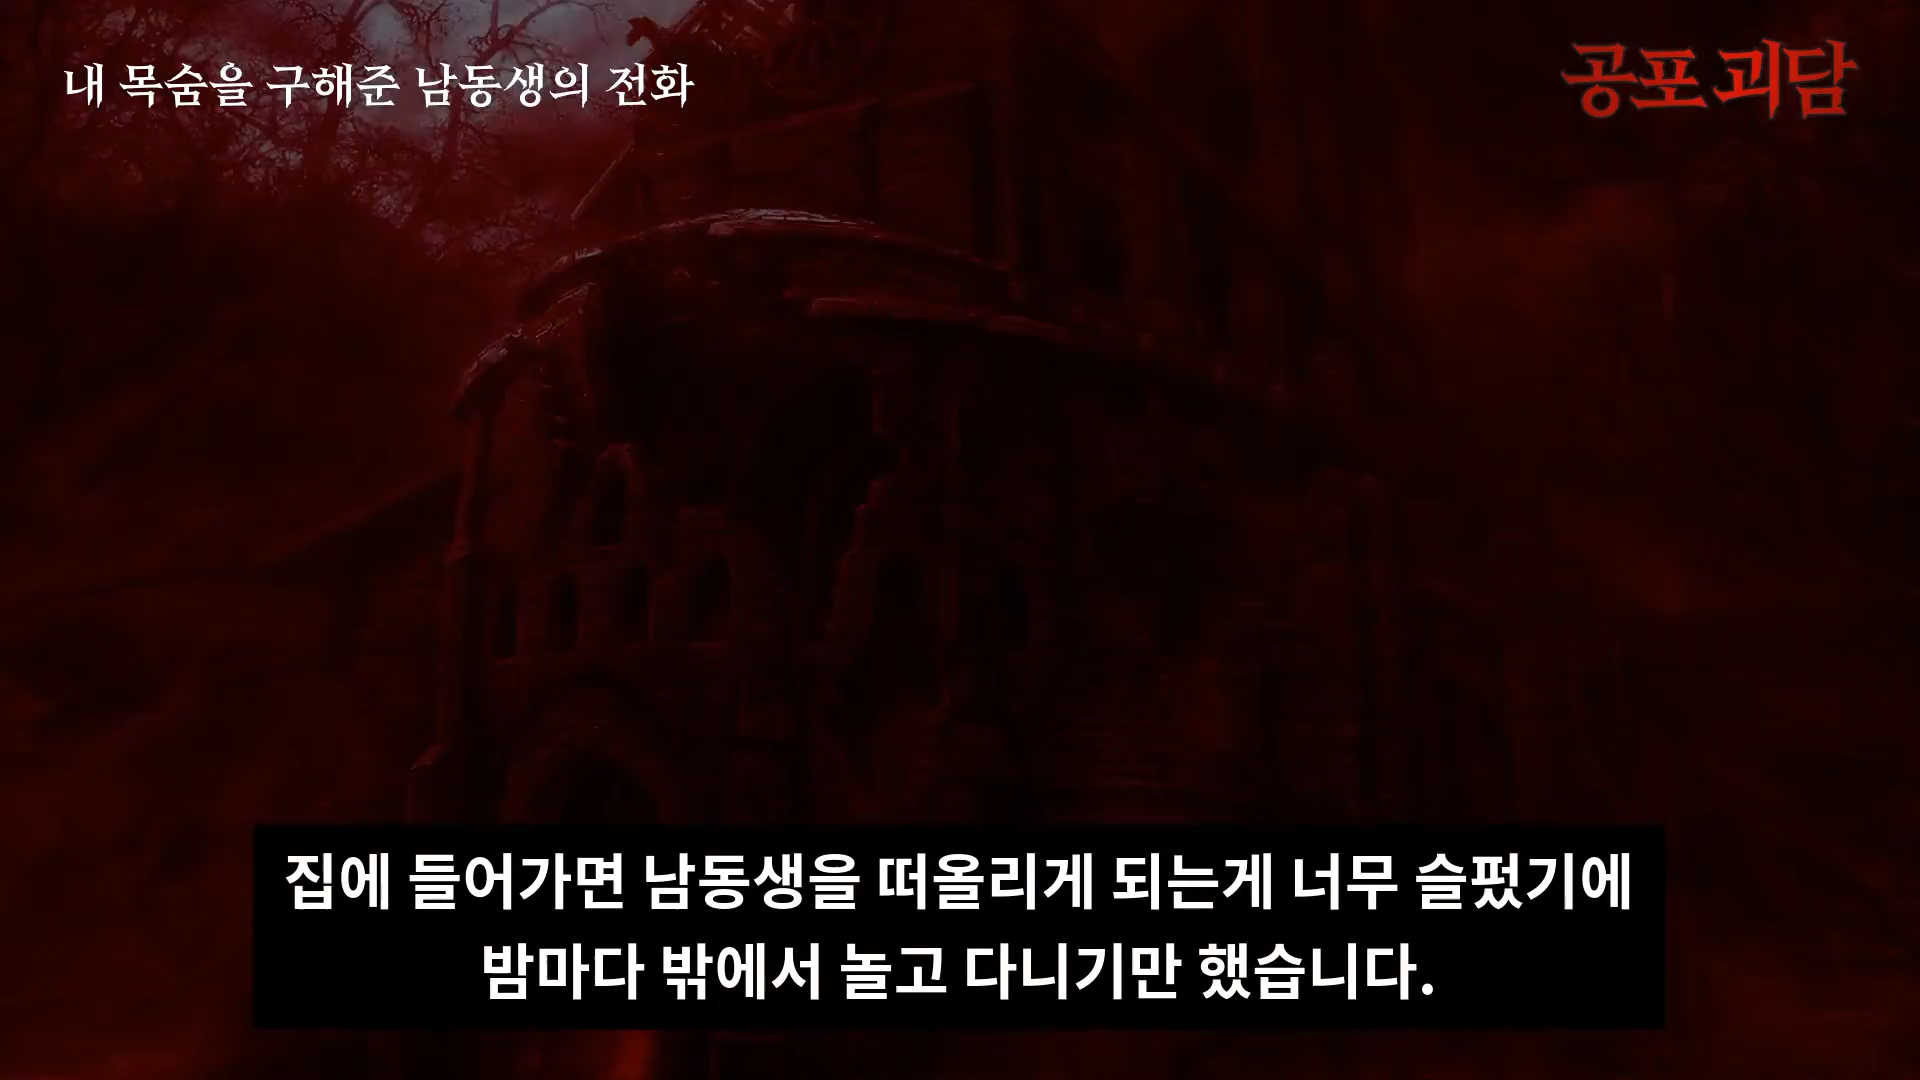 내 목숨을 구해준 남동생의 전화
공포 괴담
집에 들어가면 남동생을 떠올리게 되는게 너무 슬펐기에
밤마다 밖에서 놀고 다니기만 했습니다.